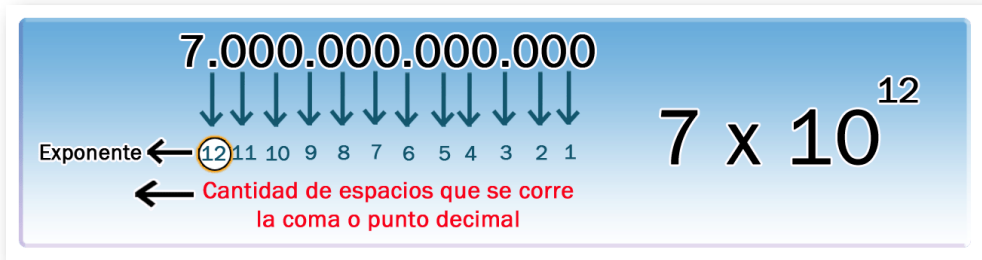 7.000.000.000.000
7 x 10¹²
Exponente 12 11 10 9 8 7 6 5 4 3 2 1
Cantidad de espacios que se corre
la coma o punto decimal